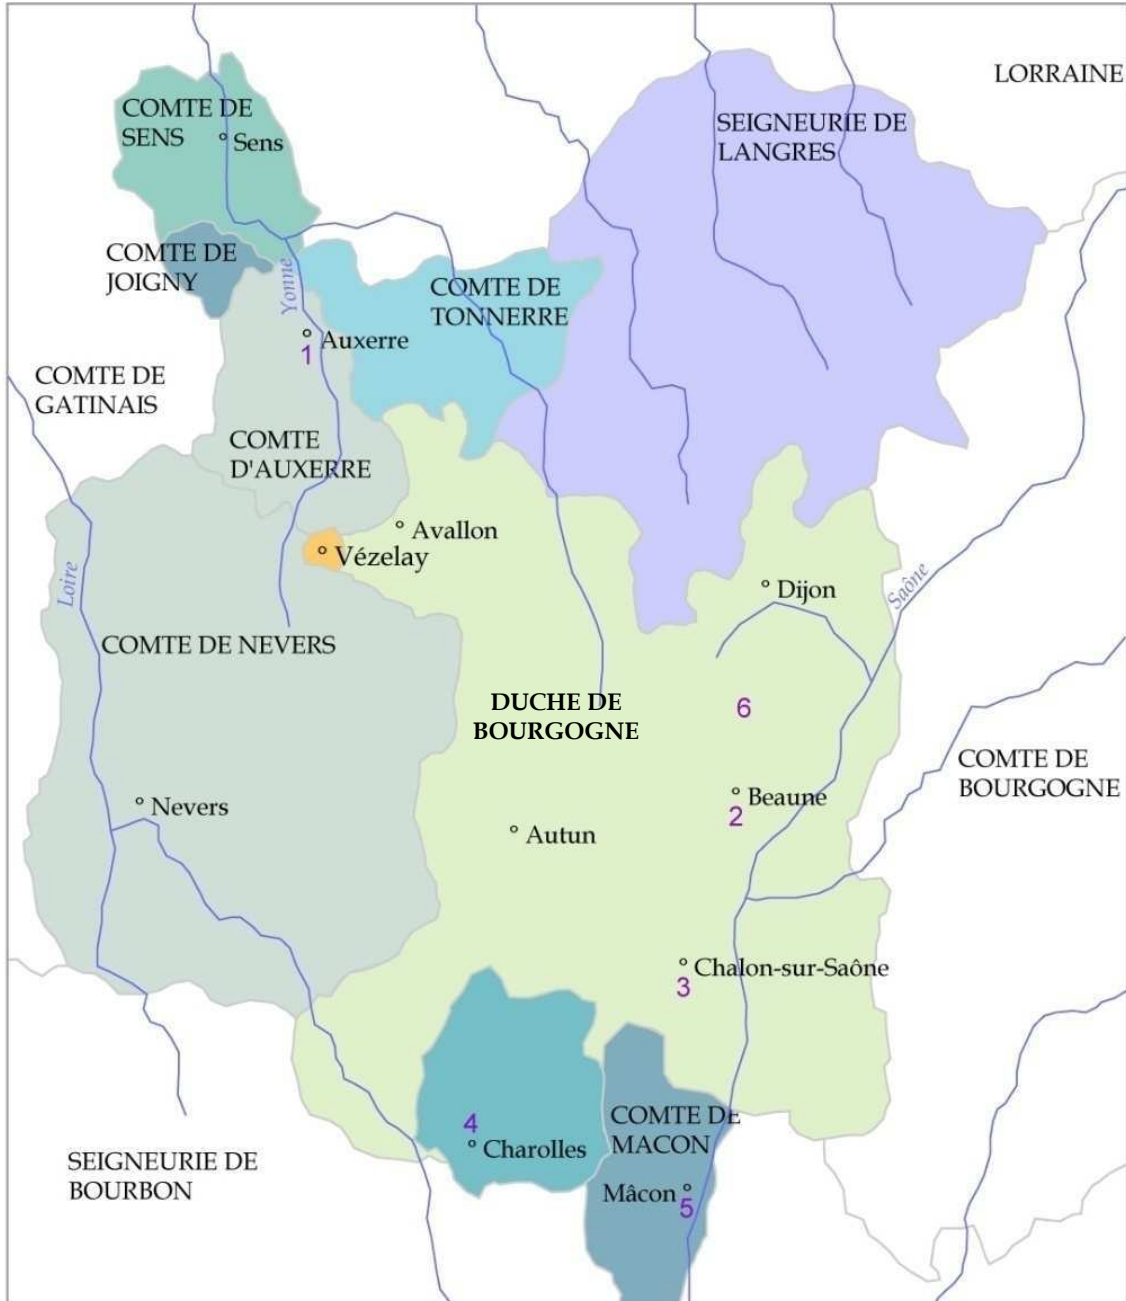 LORRAINE
COMTE DE
SENS
Sens
SEIGNEURIE DE
LANGRES
COMTE DE
JOIGNY
Yonne
COMTE DE
TONNERRE
Auxerre
1
COMTE DE
GATINAIS
COMTE
D'AUXERRE
Avallon
Vézelay
Loire
Dijon
Saône
COMTE DE NEVERS
DUCHE DE
BOURGOGNE
6
COMTE DE
BOURGOGNE
Nevers
Beaune
2
Autun
Chalon-sur-Saône
3
4
Charolles
COMTE DE
MACON
SEIGNEURIE DE
BOURBON
Mâcon
5